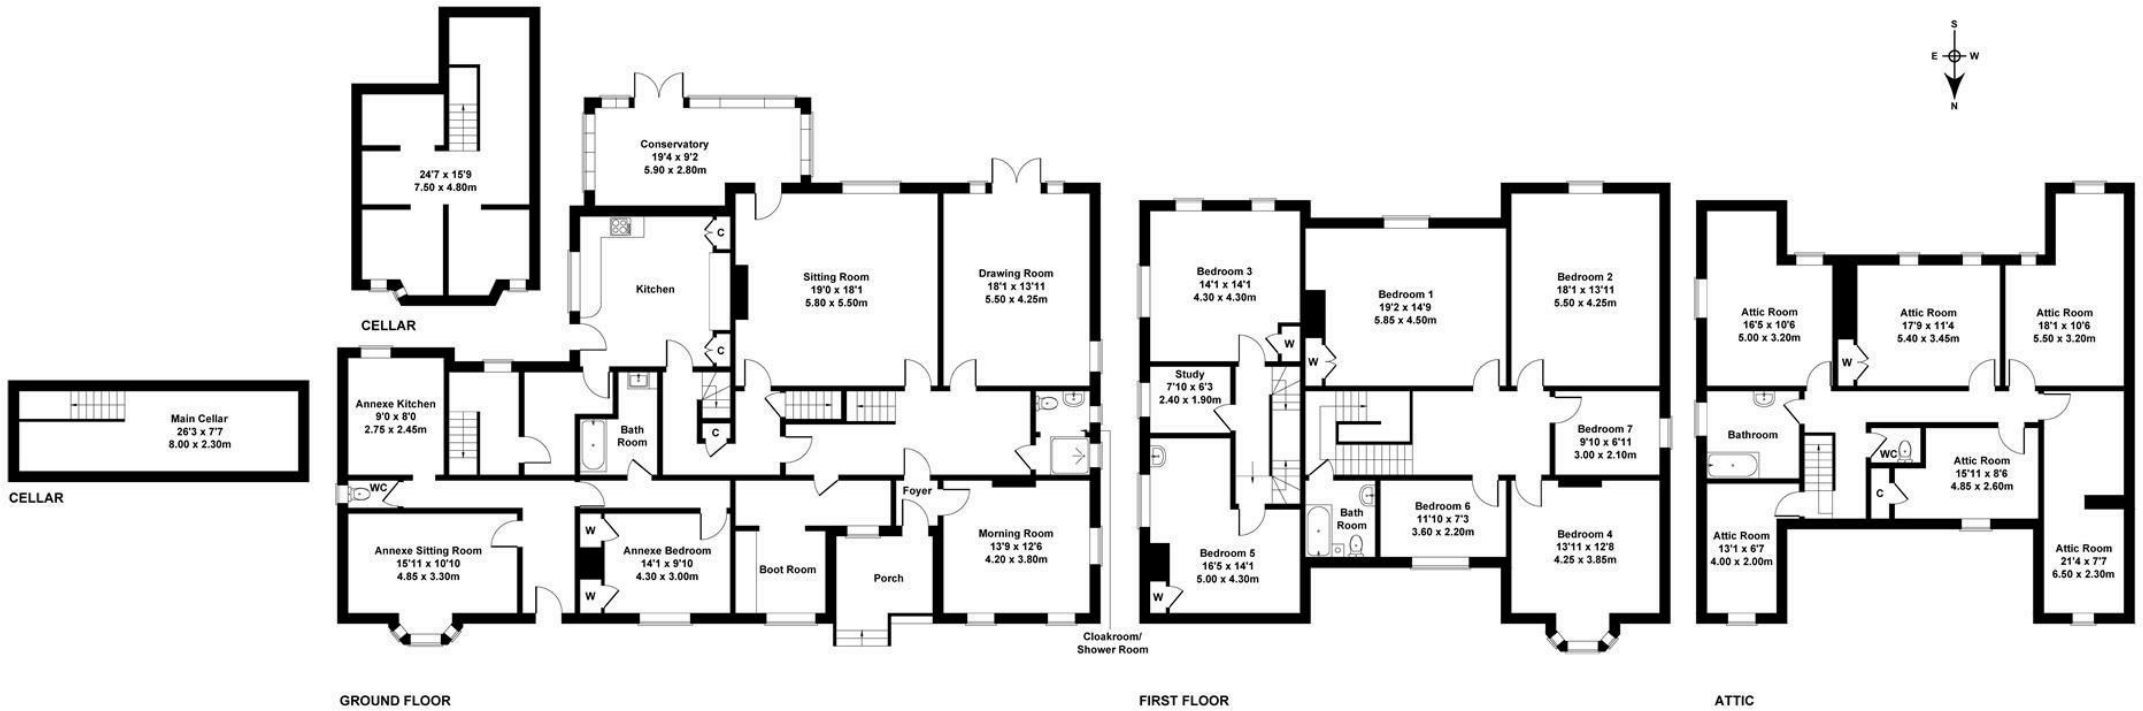 S
E W
N
24'7 x 15'9
7.50 x 4.80m
CELLAR
Main Cellar
26'3 x 7'7
8.00 x 2.30m
CELLAR
Conservatory
19'4 x 9'2
5.90 x 2.80m
Kitchen
C
C
Sitting Room
19'0 x 18'1
5.80 x 5.50m
Drawing Room
18'1 x 13'11
5.50 x 4.25m
Annexe Kitchen
9'0 x 8'0
2.75 x 2.45m
Bath
Room
C
WC
Annexe Sitting Room
15'11 x 10'10
4.85 x 3.30m
W
Annexe Bedroom
14'1 x 9'10
4.30 x 3.00m
W
Boot Room
Foyer
Porch
Morning Room
13'9 x 12'6
4.20 x 3.80m
Cloakroom/
Shower Room
GROUND FLOOR
Bedroom 3
14'1 x 14'1
4.30 x 4.30m
W
W
Bedroom 1
19'2 x 14'9
5.85 x 4.50m
Bedroom 2
18'1 x 13'11
5.50 x 4.25m
Study
7'10 x 6'3
2.40 x 1.90m
Bedroom 7
9'10 x 6'11
3.00 x 2.10m
Bedroom 5
16'5 x 14'1
5.00 x 4.30m
W
Bath
Room
Bedroom 6
11'10 x 7'3
3.60 x 2.20m
Bedroom 4
13'11 x 12'8
4.25 x 3.85m
FIRST FLOOR
Attic Room
16'5 x 10'6
5.00 x 3.20m
W
Attic Room
17'9 x 11'4
5.40 x 3.45m
Attic Room
18'1 x 10'6
5.50 x 3.20m
Bathroom
WC
C
Attic Room
15'11 x 8'6
4.85 x 2.60m
Attic Room
13'1 x 6'7
4.00 x 2.00m
Attic Room
21'4 x 7'7
6.50 x 2.30m
ATTIC